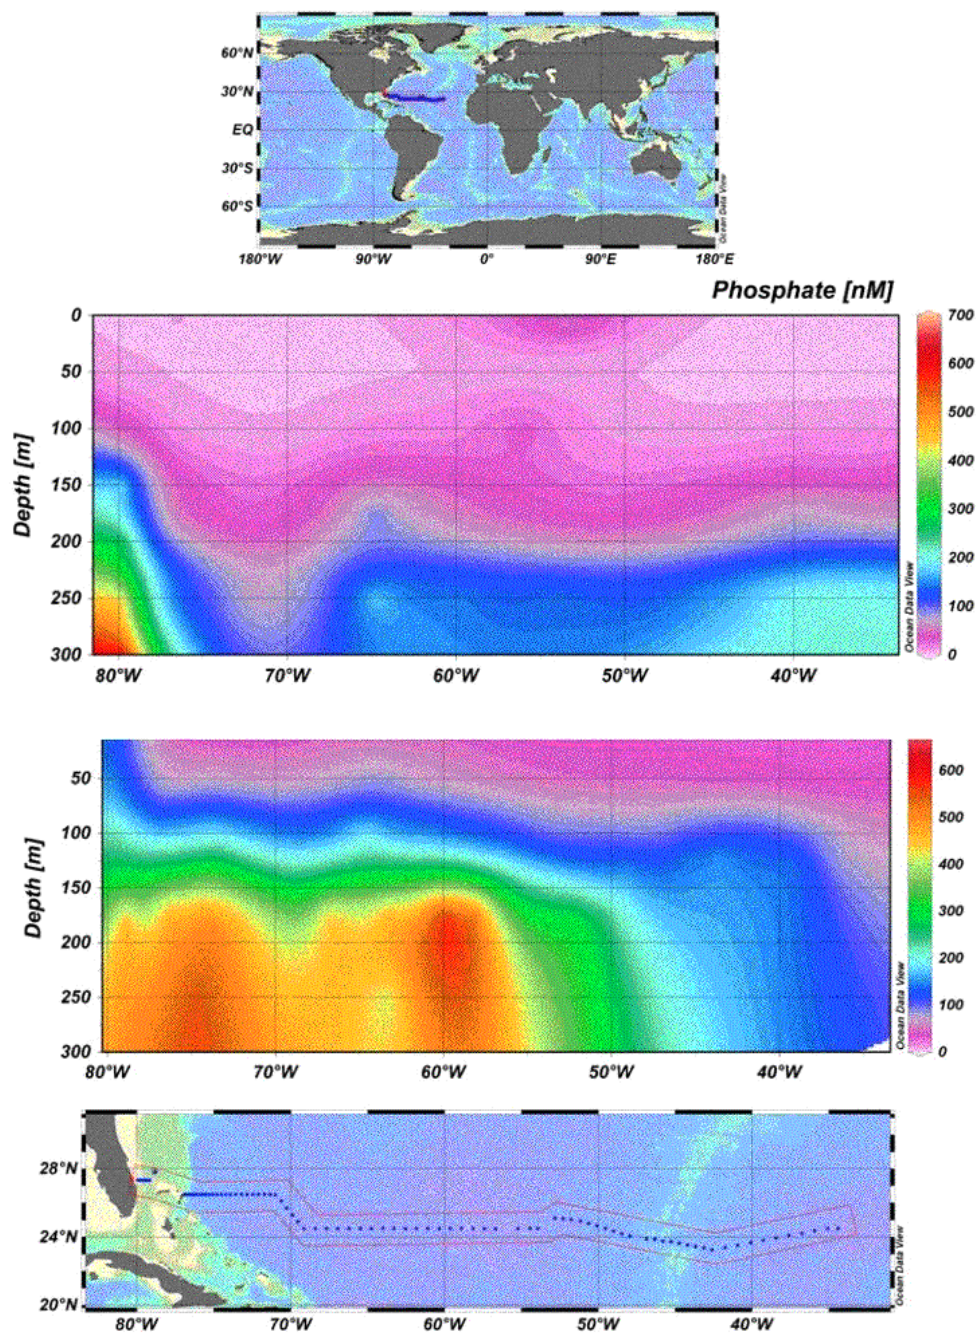 60°N
30°N
EQ
30°S
60°S
Ocean Data View
180°W 90°W 0° 90°E 180°E
Phosphate [nM]
0
50
100
150
200
250
300
Depth [m]
700
600
500
400
300
200
100
0
Ocean Data View
80°W 70°W 60°W 50°W 40°W
50
100
150
200
250
300
Depth [m]
600
500
400
300
200
100
0
Ocean Data View
80°W 70°W 60°W 50°W 40°W
28°N
24°N
20°N
Ocean Data View
80°W 70°W 60°W 50°W 40°W